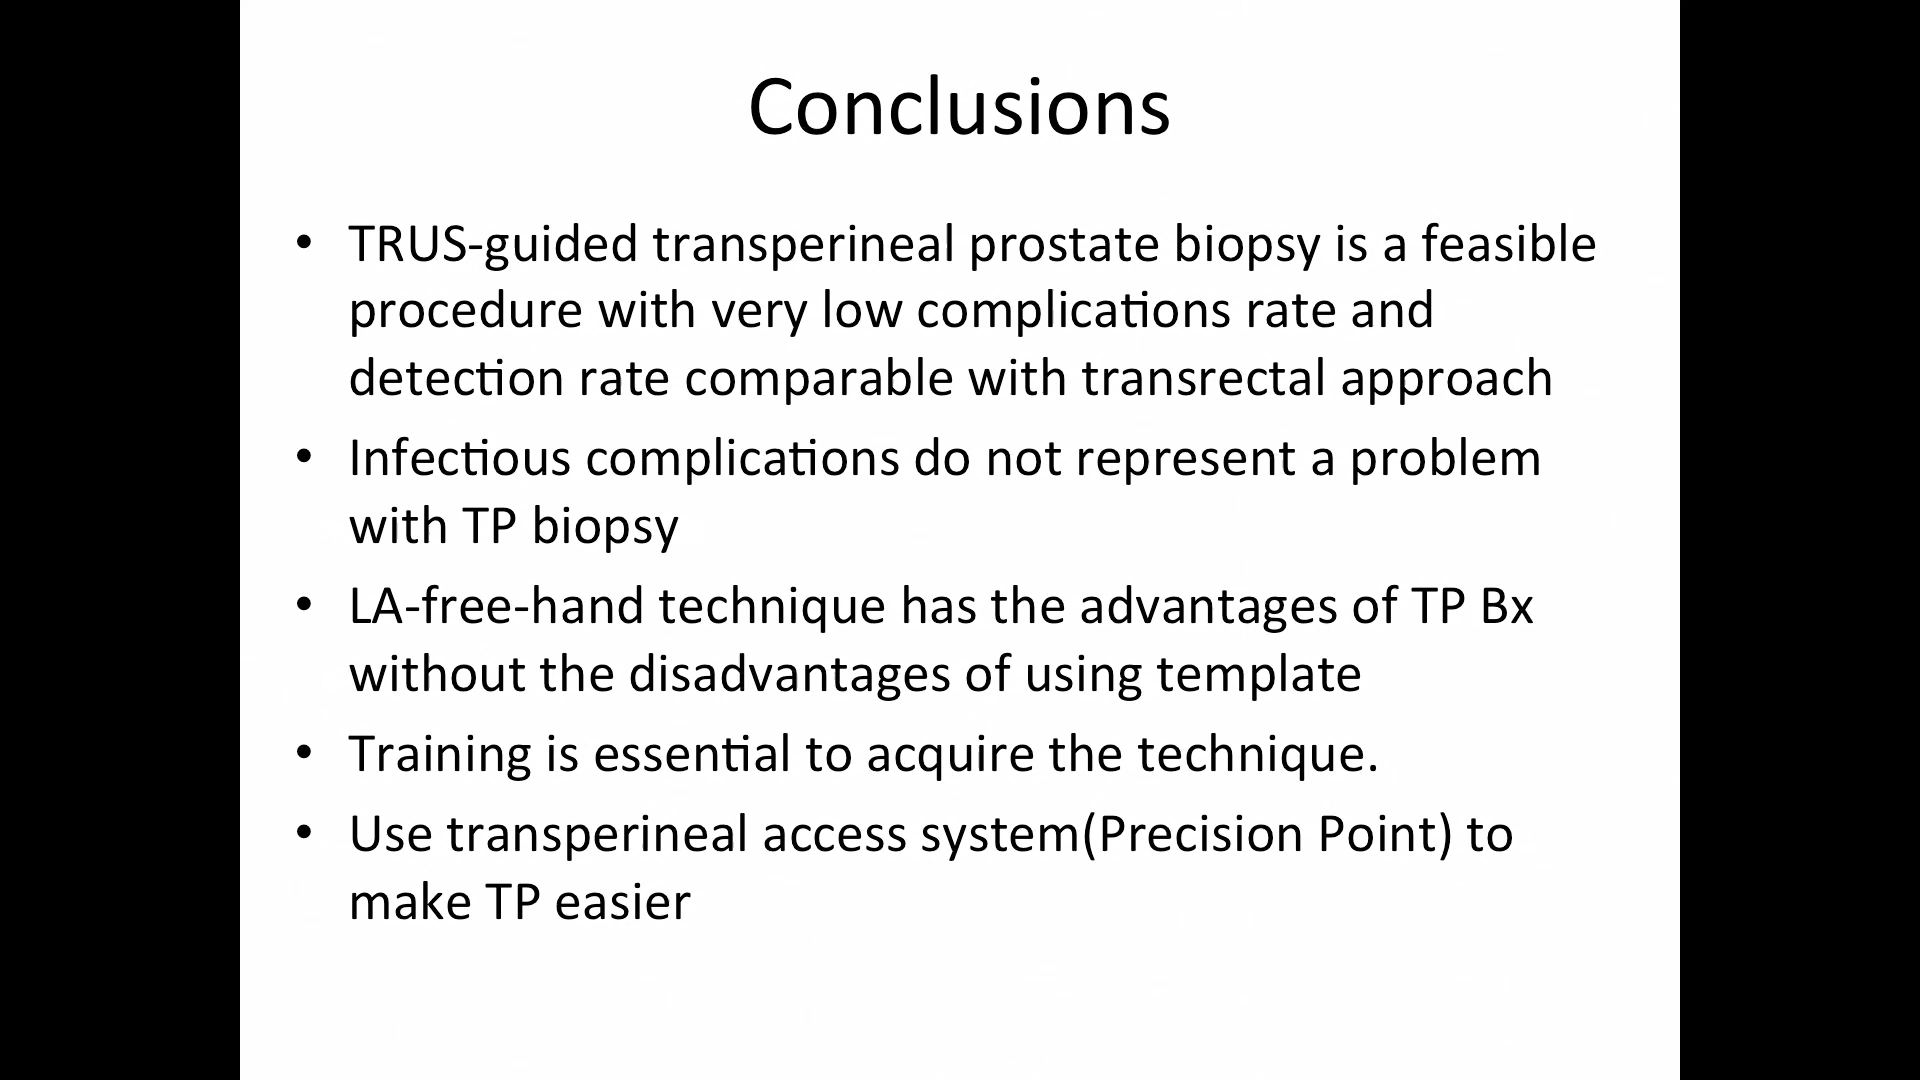 Conclusions
• TRUS-guided transperineal prostate biopsy is a feasible
procedure with very low complications rate and
detection rate comparable with transrectal approach
• Infectious complications do not represent a problem
with TP biopsy
• LA-free-hand technique has the advantages of TP Bx
without the disadvantages of using template
• Training is essential to acquire the technique.
• Use transperineal access system(Precision Point) to
make TP easier